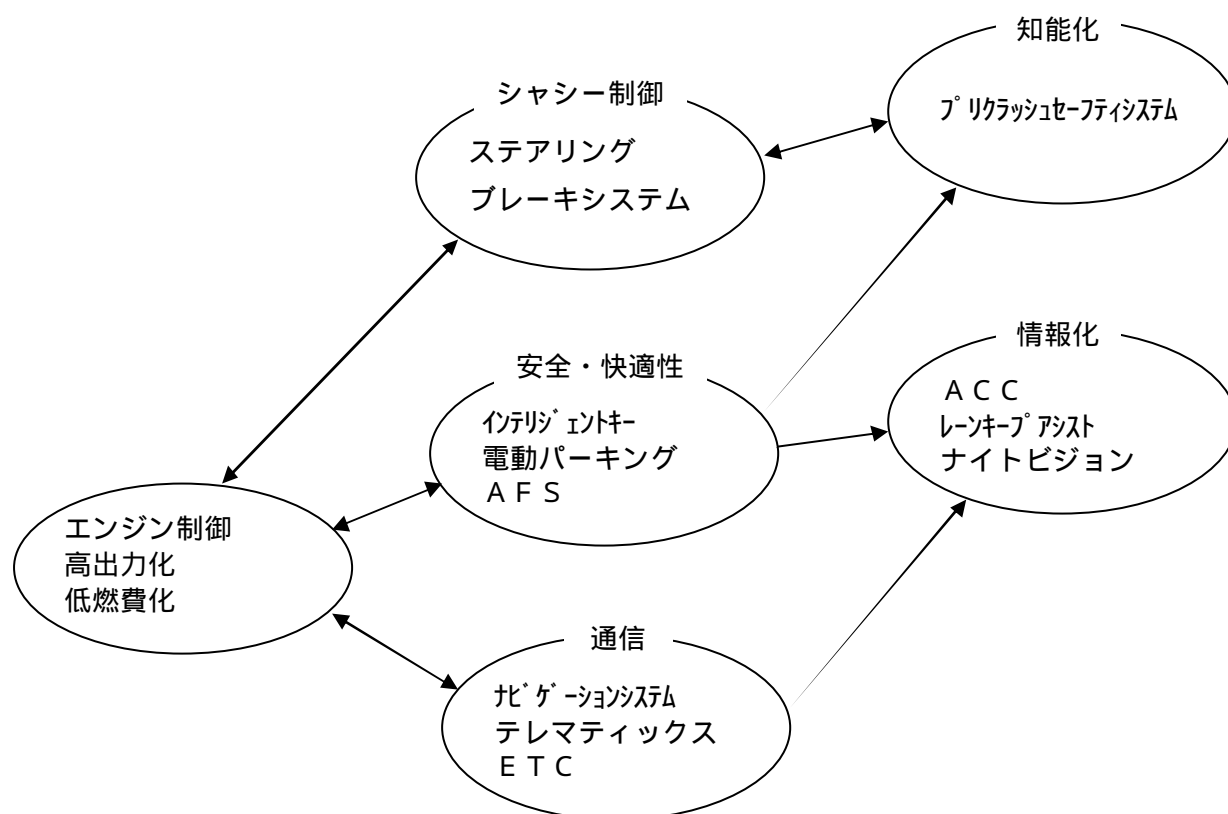 知能化
プリクラッシュセーフティシステム
シャシー制御
ステアリング
ブレーキシステム
情報化
ＡＣＣ
レーンキープアシスト
ナイトビジョン
安全・快適性
インテリジェントキー
電動パーキング
ＡＦＳ
エンジン制御
高出力化
低燃費化
通信
ナビゲーションシステム
テレマティックス
ＥＴＣ